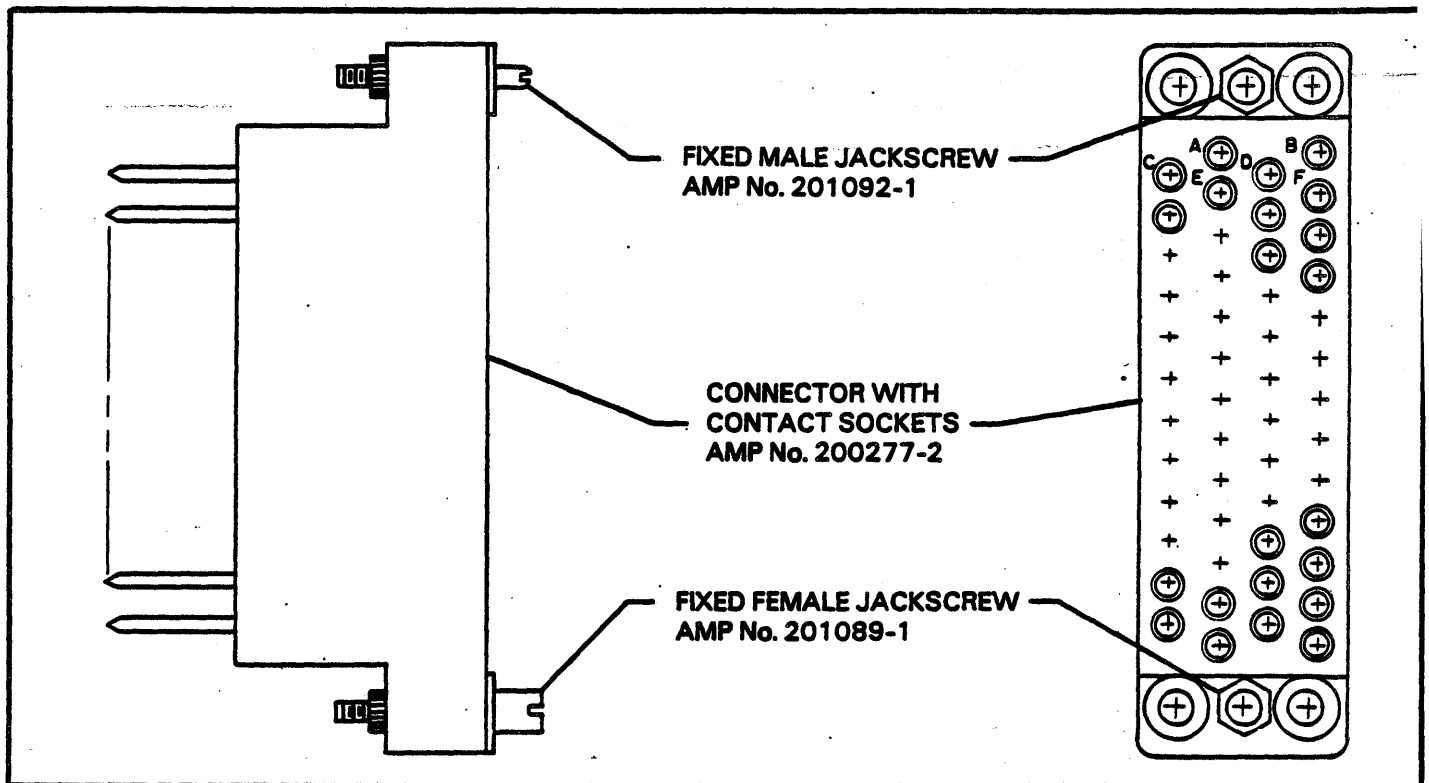 FIXED MALE JACKSCREW
AMP No. 201092-1
A
B
C
D
E
F
CONNECTOR WITH
CONTACT SOCKETS
AMP No. 200277-2
FIXED FEMALE JACKSCREW
AMP No. 201089-1